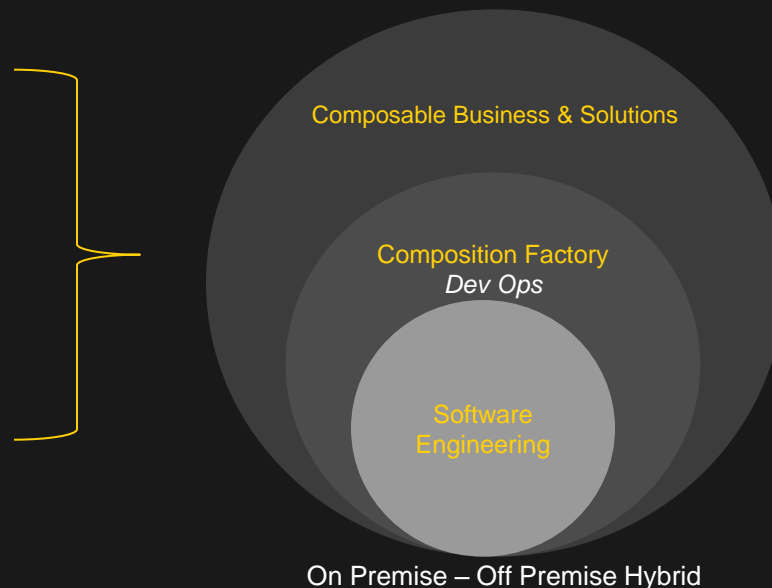 Composable Business & Solutions
Composition Factory
Dev Ops
Software
Engineering
On Premise – Off Premise Hybrid